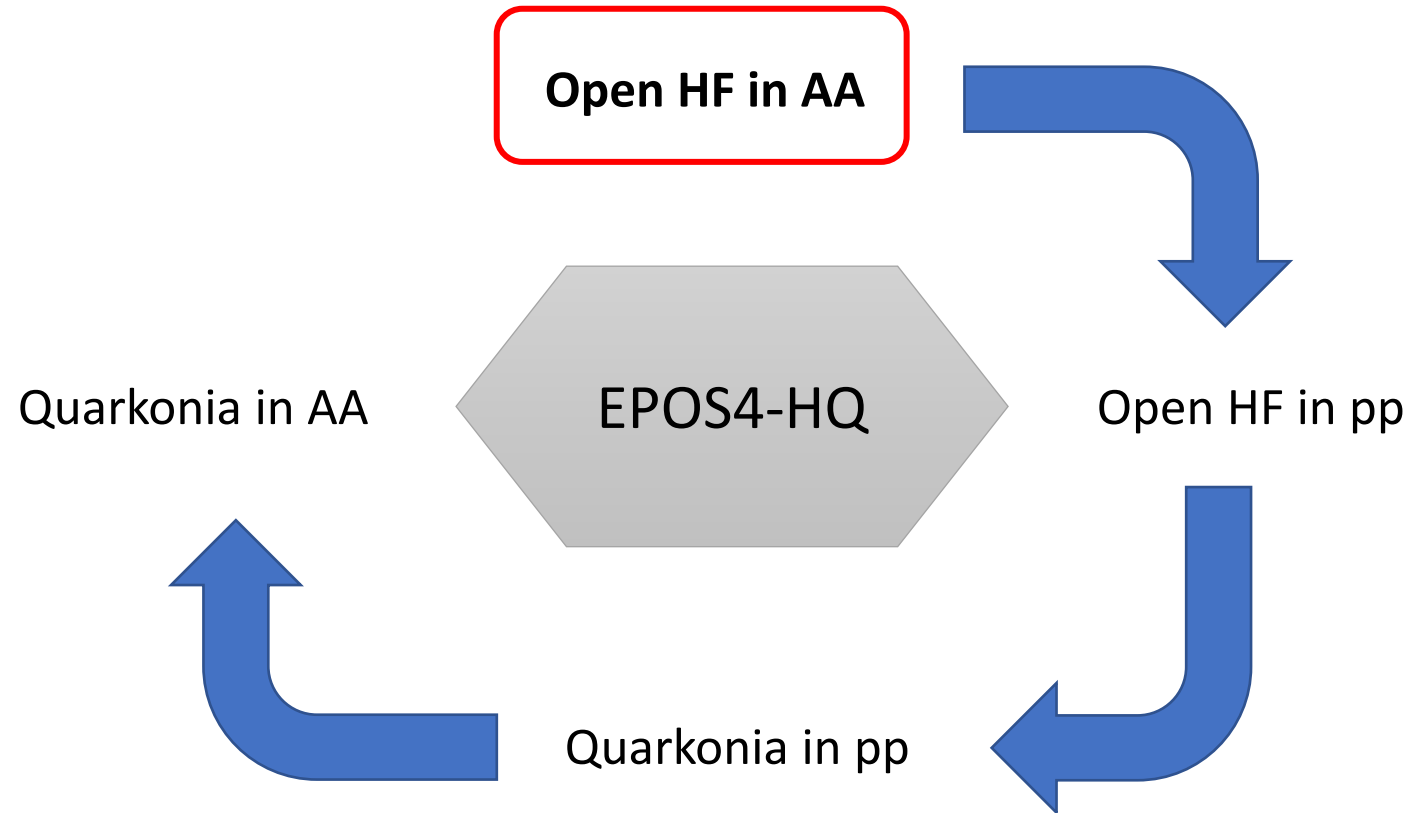 Open HF in AA
Quarkonia in AA
EPOS4-HQ
Open HF in pp
Quarkonia in pp